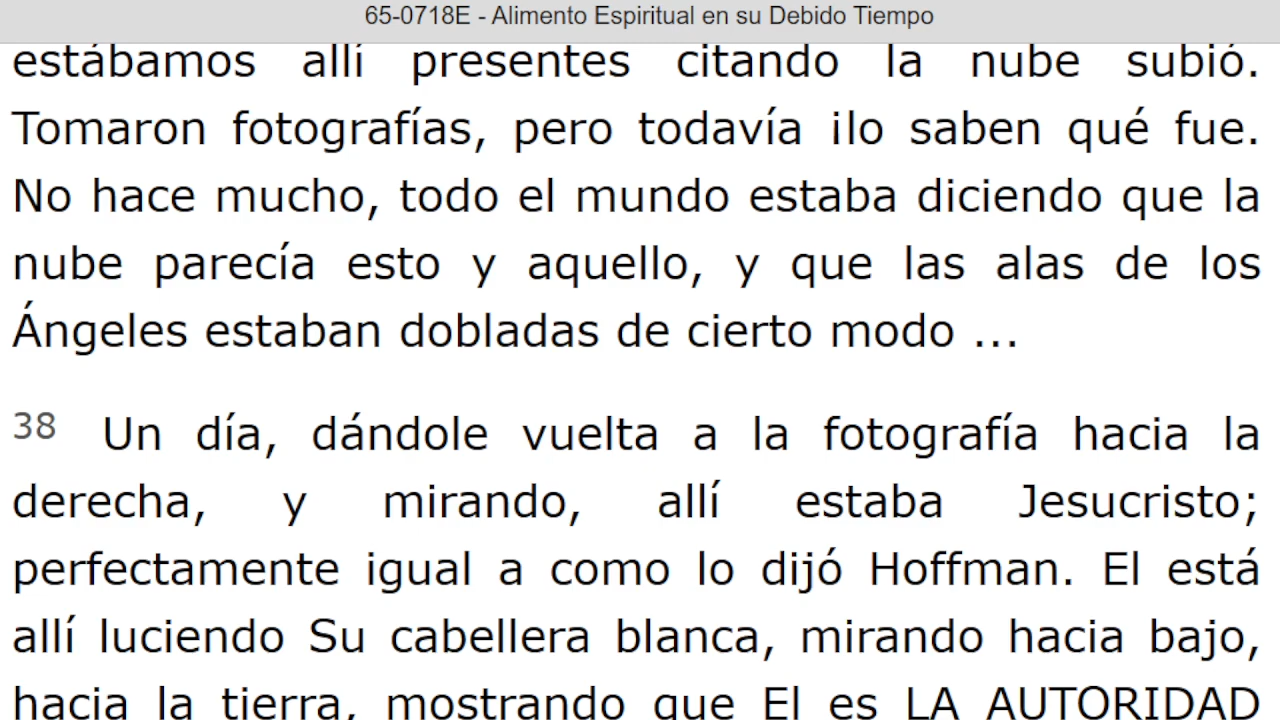 65-0718E - Alimento Espiritual en su Debido Tiempo
estábamos allí presentes citando la nube subió.
Tomaron fotografías, pero todavía ilo saben qué fue.
No hace mucho, todo el mundo estaba diciendo que la
nube parecía esto y aquello, y que las alas de los
Ángeles estaban dobladas de cierto modo ...
38 Un día, dándole vuelta a la fotografía hacia la
derecha, y mirando, allí estaba Jesucristo;
perfectamente igual a como lo dijó Hoffman. El está
allí luciendo Su cabellera blanca, mirando hacia bajo,
hacia la tierra, mostrando que El es LA AUTORIDAD